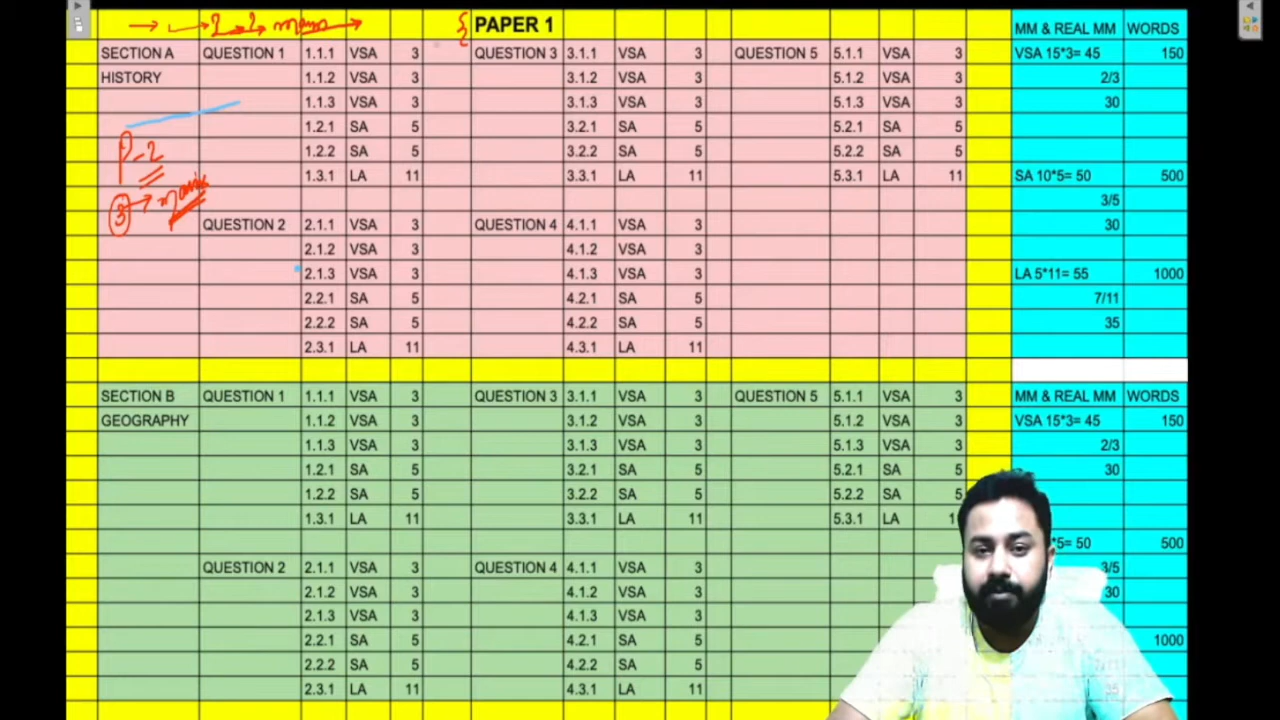 PAPER 1
MM & REAL MM WORDS
SECTION A QUESTION 1 1.1.1 VSA 3 QUESTION 3 3.1.1 VSA 3 QUESTION 5 5.1.1 VSA 3 VSA 15*3= 45 150
HISTORY 1.1.2 VSA 3 3.1.2 VSA 3 5.1.2 VSA 3 2/3
1.1.3 VSA 3 3.1.3 VSA 3 5.1.3 VSA 3 30
1.2.1 SA 5 3.2.1 SA 5 5.2.1 SA 5
P-2
1.2.2 SA 5 3.2.2 SA 5 5.2.2 SA 5
1.3.1 LA 11 3.3.1 LA 11 5.3.1 LA 11 SA 10*5= 50 500
3
3/5
QUESTION 2 2.1.1 VSA 3 QUESTION 4 4.1.1 VSA 3 30
2.1.2 VSA 3 4.1.2 VSA 3
2.1.3 VSA 3 4.1.3 VSA 3 LA 5*11= 55 1000
2.2.1 SA 5 4.2.1 SA 5 7/11
2.2.2 SA 5 4.2.2 SA 5 35
2.3.1 LA 11 4.3.1 LA 11
SECTION B QUESTION 1 1.1.1 VSA 3 QUESTION 3 3.1.1 VSA 3 QUESTION 5 5.1.1 VSA 3 MM & REAL MM WORDS
GEOGRAPHY 1.1.2 VSA 3 3.1.2 VSA 3 5.1.2 VSA 3 VSA 15*3= 45 150
1.1.3 VSA 3 3.1.3 VSA 3 5.1.3 VSA 3 2/3
1.2.1 SA 5 3.2.1 SA 5 5.2.1 SA 5 30
1.2.2 SA 5 3.2.2 SA 5 5.2.2 SA 5
1.3.1 LA 11 3.3.1 LA 11 5.3.1 LA
*5= 50 500
QUESTION 2 2.1.1 VSA 3 QUESTION 4 4.1.1 VSA 3 3/5
2.1.2 VSA 3 4.1.2 VSA 3 30
2.1.3 VSA 3 4.1.3 VSA 3
2.2.1 SA 5 4.2.1 SA 5 1000
2.2.2 SA 5 4.2.2 SA 5 7/11
2.3.1 LA 11 4.3.1 LA 11 35